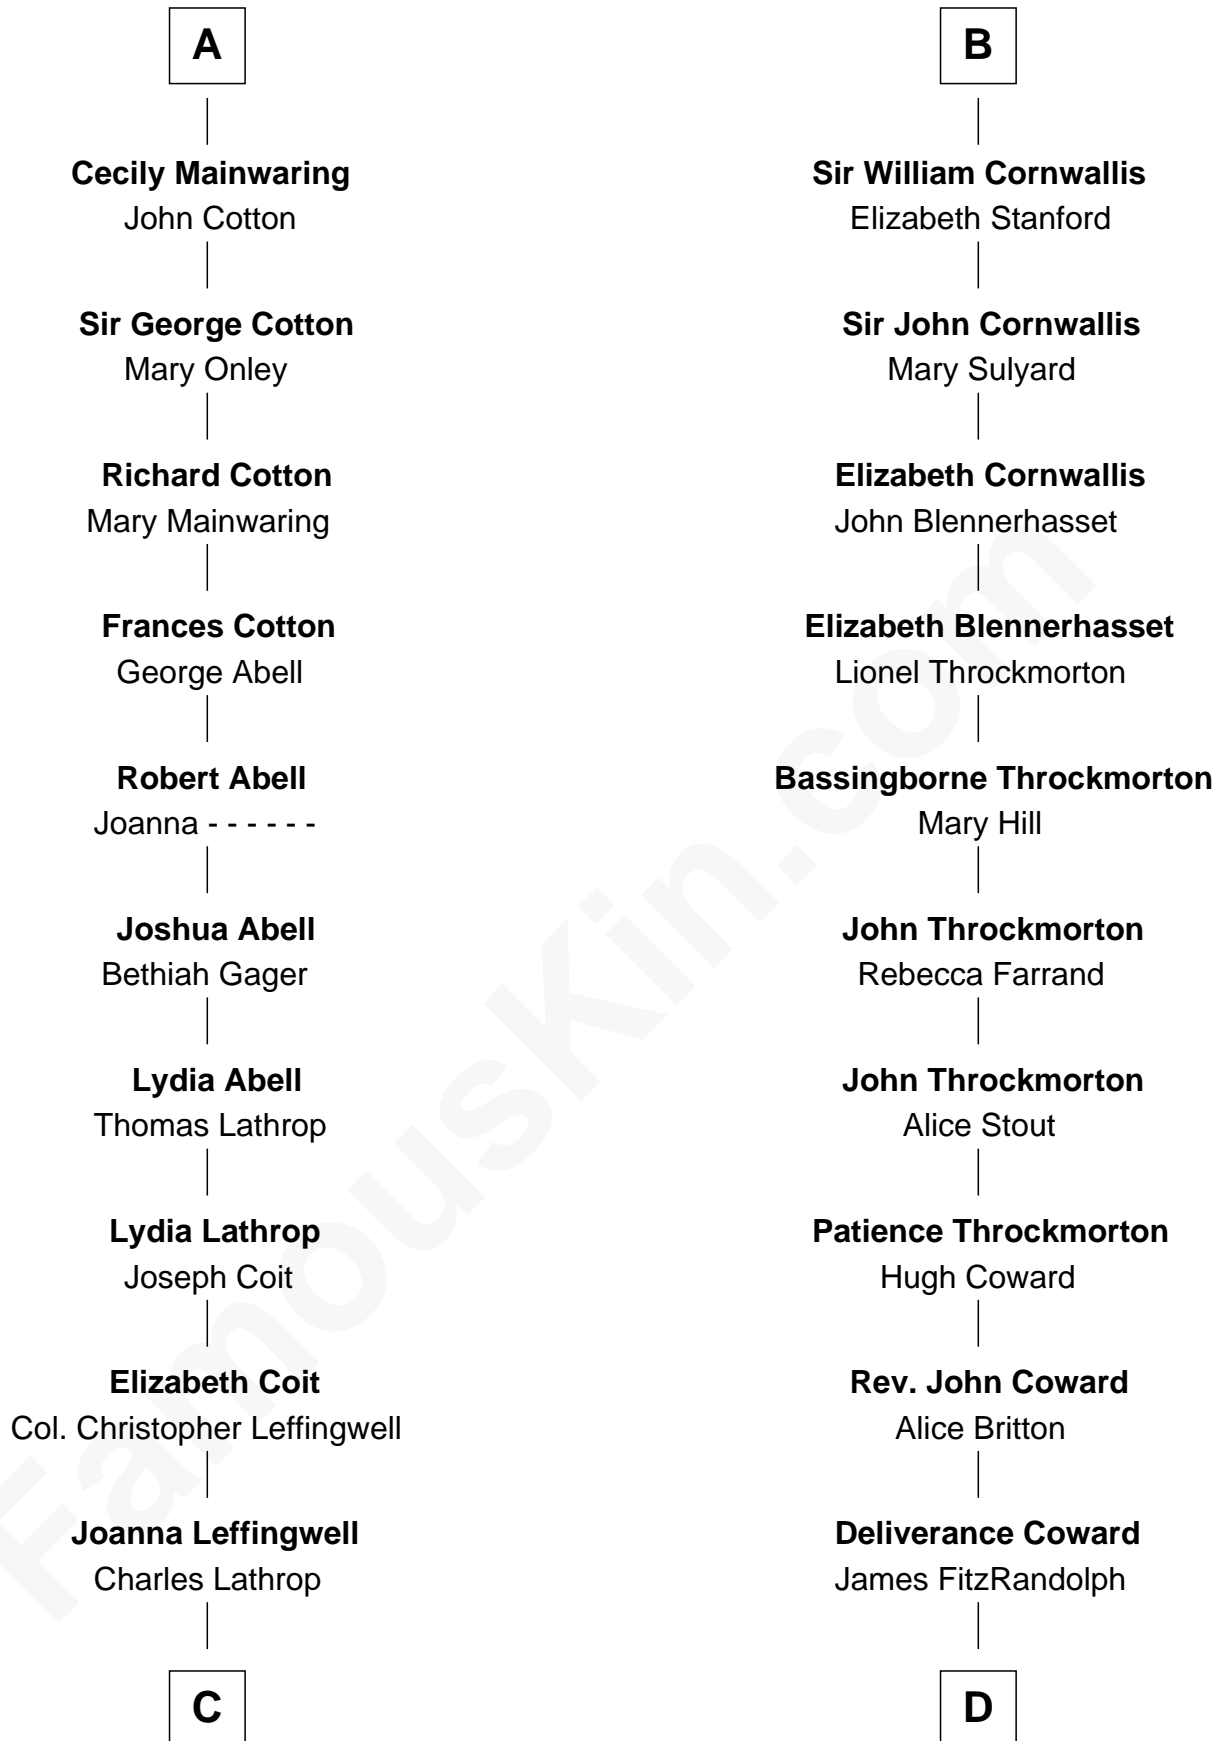 A
Cecily Mainwaring
John Cotton
Sir George Cotton
Mary Onley
Richard Cotton
Mary Mainwaring
Frances Cotton
George Abell
Robert Abell
Joanna - - - - - -
Joshua Abell
Bethiah Gager
Lydia Abell
Thomas Lathrop
Lydia Lathrop
Joseph Coit
Elizabeth Coit
Col. Christopher Leffingwell
Joanna Leffingwell
Charles Lathrop
C
B
Sir William Cornwallis
Elizabeth Stanford
Sir John Cornwallis
Mary Sulyard
Elizabeth Cornwallis
John Blennerhasset
Elizabeth Blennerhasset
Lionel Throckmorton
Bassingborne Throckmorton
Mary Hill
John Throckmorton
Rebecca Farrand
John Throckmorton
Alice Stout
Patience Throckmorton
Hugh Coward
Rev. John Coward
Alice Britton
Deliverance Coward
James FitzRandolph
D
FamousKin.com